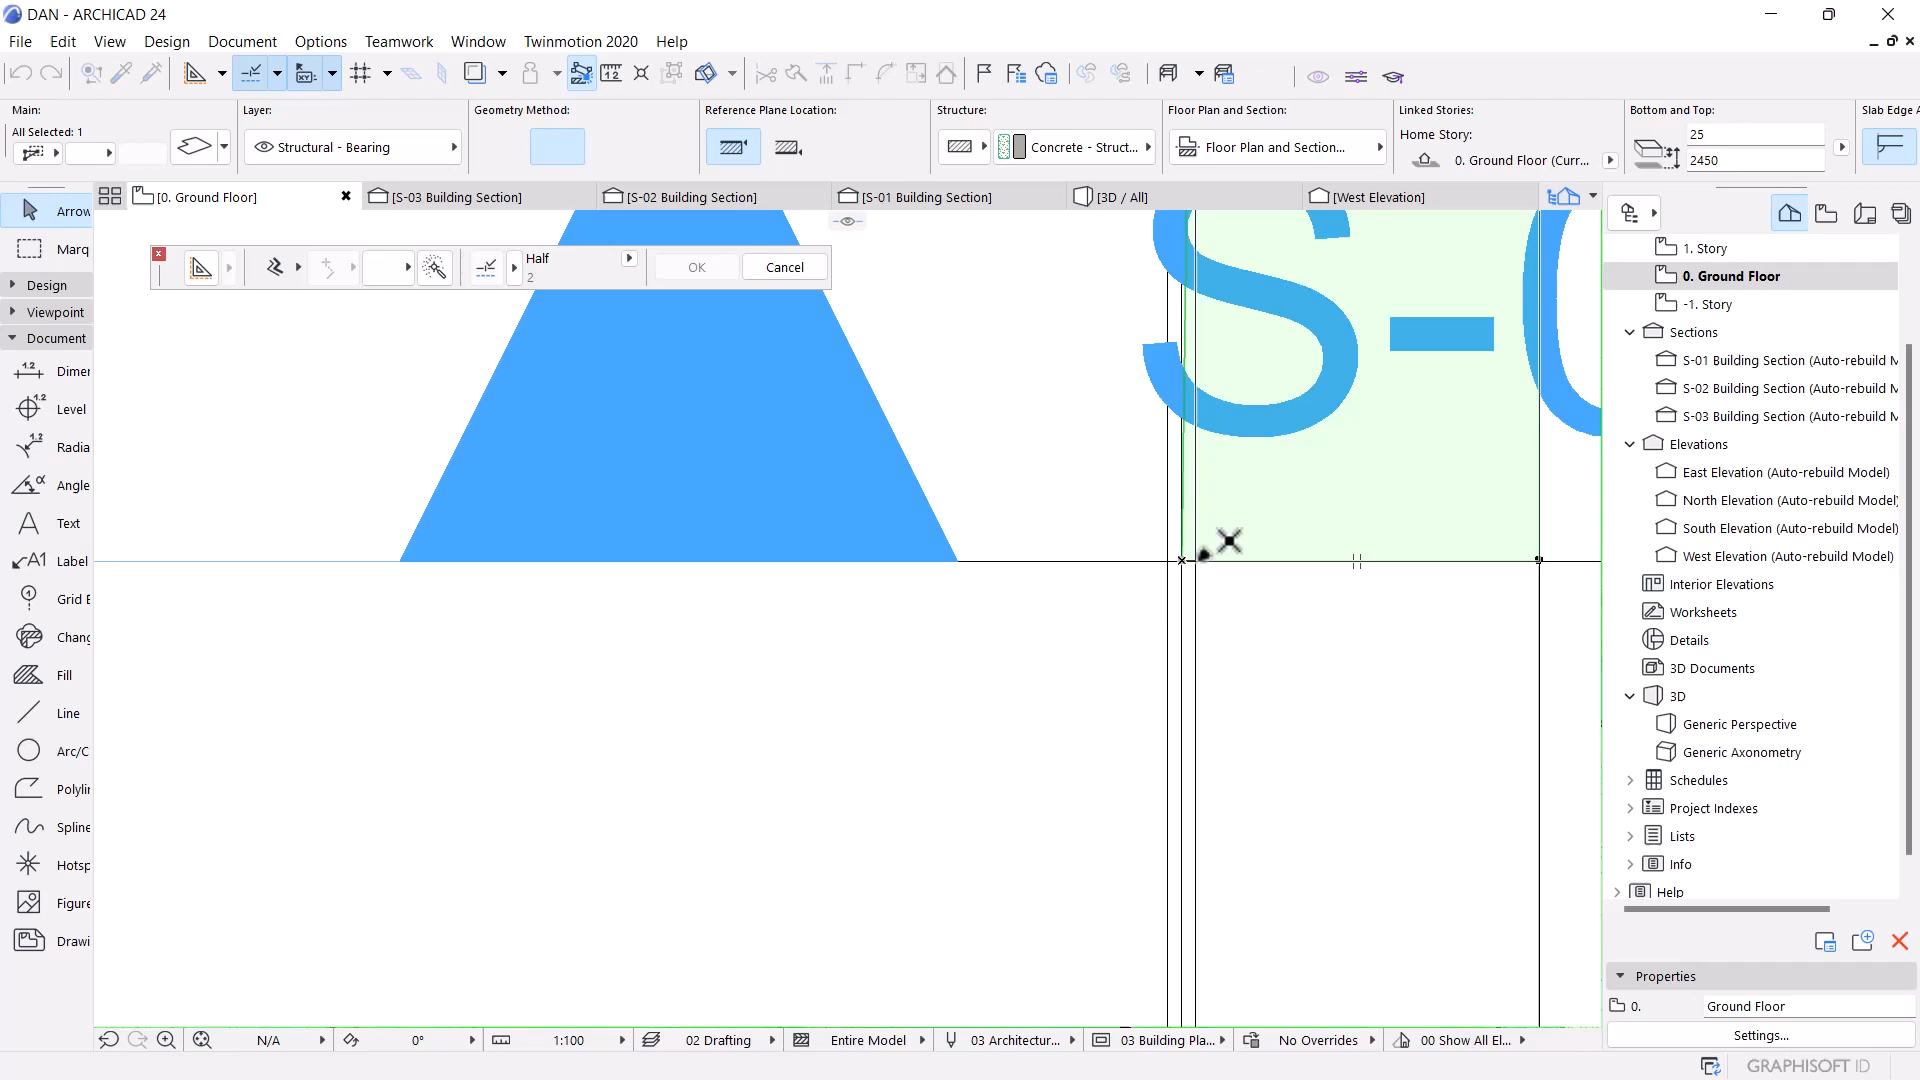 DAN - ARCHICAD 24
File Edit View Design Document Options Teamwork Window Twinmotion 2020 Help
Main: Layer: Geometry Method: Reference Plane Location: Structure: Floor Plan and Section: Linked Stories: Bottom and Top: Slab Edge A
All Selected: 1
Structural - Bearing
Concrete - Struct...
Floor Plan and Section...
Home Story:
0. Ground Floor (Curr...
25
2450
[0. Ground Floor] [S-03 Building Section] [S-02 Building Section] [S-01 Building Section] [3D / All] [West Elevation]
Arrow
Marq
Design
Viewpoint
Document
Dimer
Level
Radia
Angle
Text
Label
Grid E
Chang
Fill
Line
Arc/C
Polylin
Spline
Hotsp
Figure
Drawi
Half
2
OK Cancel
S-0
1. Story
0. Ground Floor
-1. Story
Sections
S-01 Building Section (Auto-rebuild M
S-02 Building Section (Auto-rebuild M
S-03 Building Section (Auto-rebuild M
Elevations
East Elevation (Auto-rebuild Model)
North Elevation (Auto-rebuild Model)
South Elevation (Auto-rebuild Model)
West Elevation (Auto-rebuild Model)
Interior Elevations
Worksheets
Details
3D Documents
3D
Generic Perspective
Generic Axonometry
Schedules
Project Indexes
Lists
Info
Help
Properties
0. Ground Floor
Settings...
N/A 0° 1:100 02 Drafting Entire Model 03 Architectur... 03 Building Pla... No Overrides 00 Show All El...
GRAPHISOFT ID